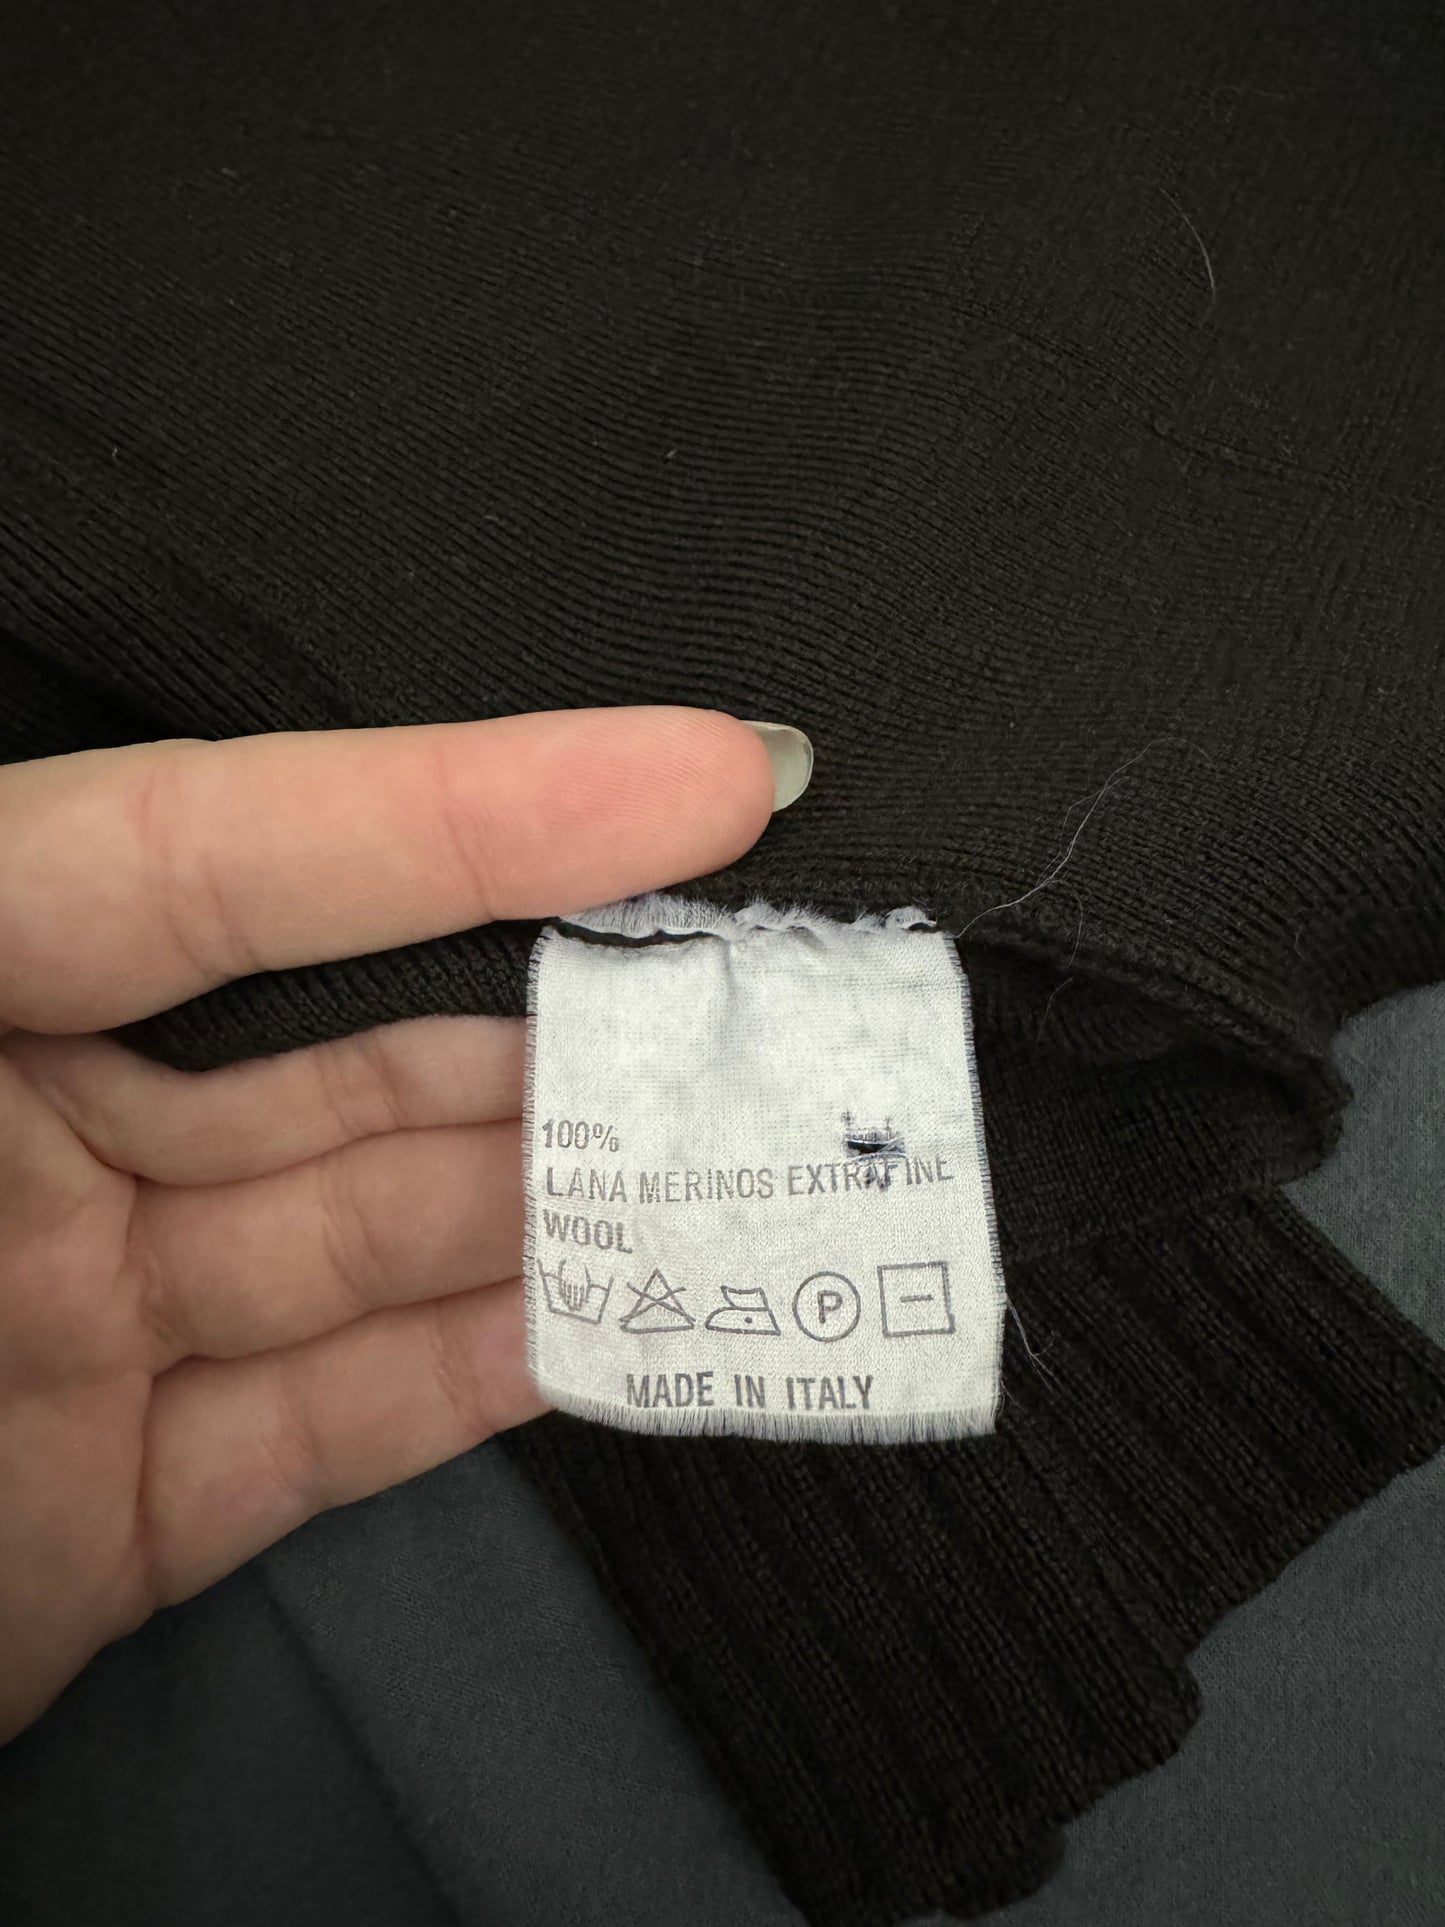 100%
LANA MERINOS EXTRAFINE
WOOL
P
MADE IN ITALY